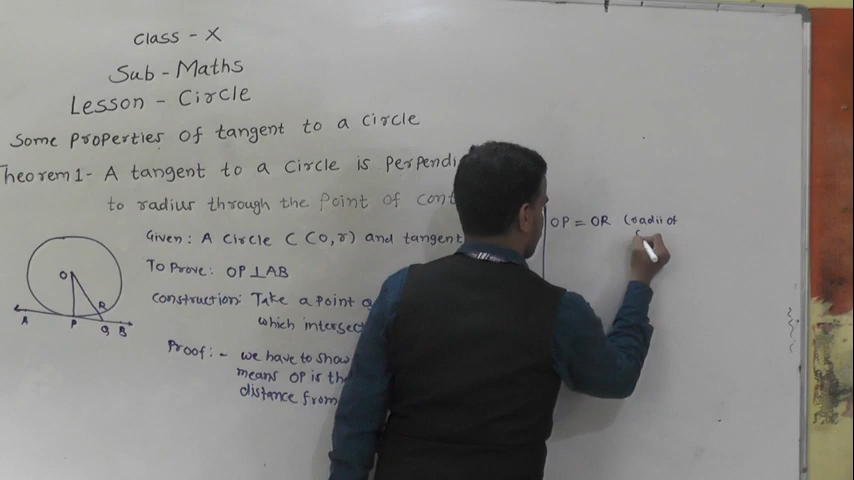 Class - X
Sub - Maths
Lesson - Circle
Some Properties of tangent to a circle
Theorem 1 - A tangent to a circle is perpendi
to radius through the point of cont
Given: A circle C (O, r) and tangent
To Prove: OP ⊥ AB
Construction: Take a point Q
which intersect
Proof: - we have to show
means OP is the
distance from
O
R
A
P
Q
B
OP = OR (radii of